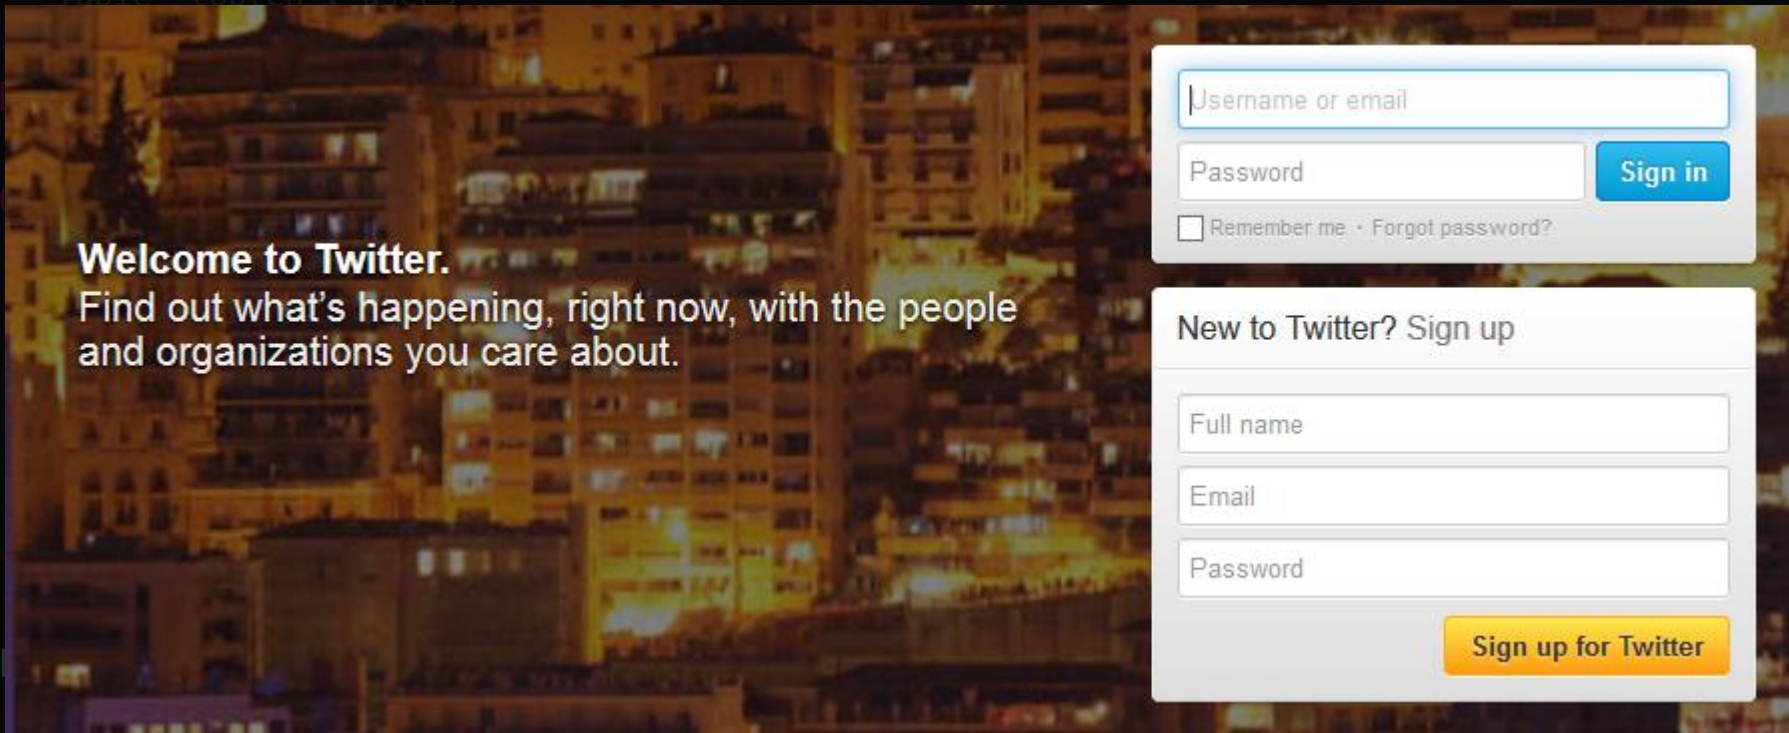 Welcome to Twitter.
Find out what’s happening, right now, with the people
and organizations you care about.
Username or email
Password
Sign in
Remember me · Forgot password?
New to Twitter? Sign up
Full name
Email
Password
Sign up for Twitter